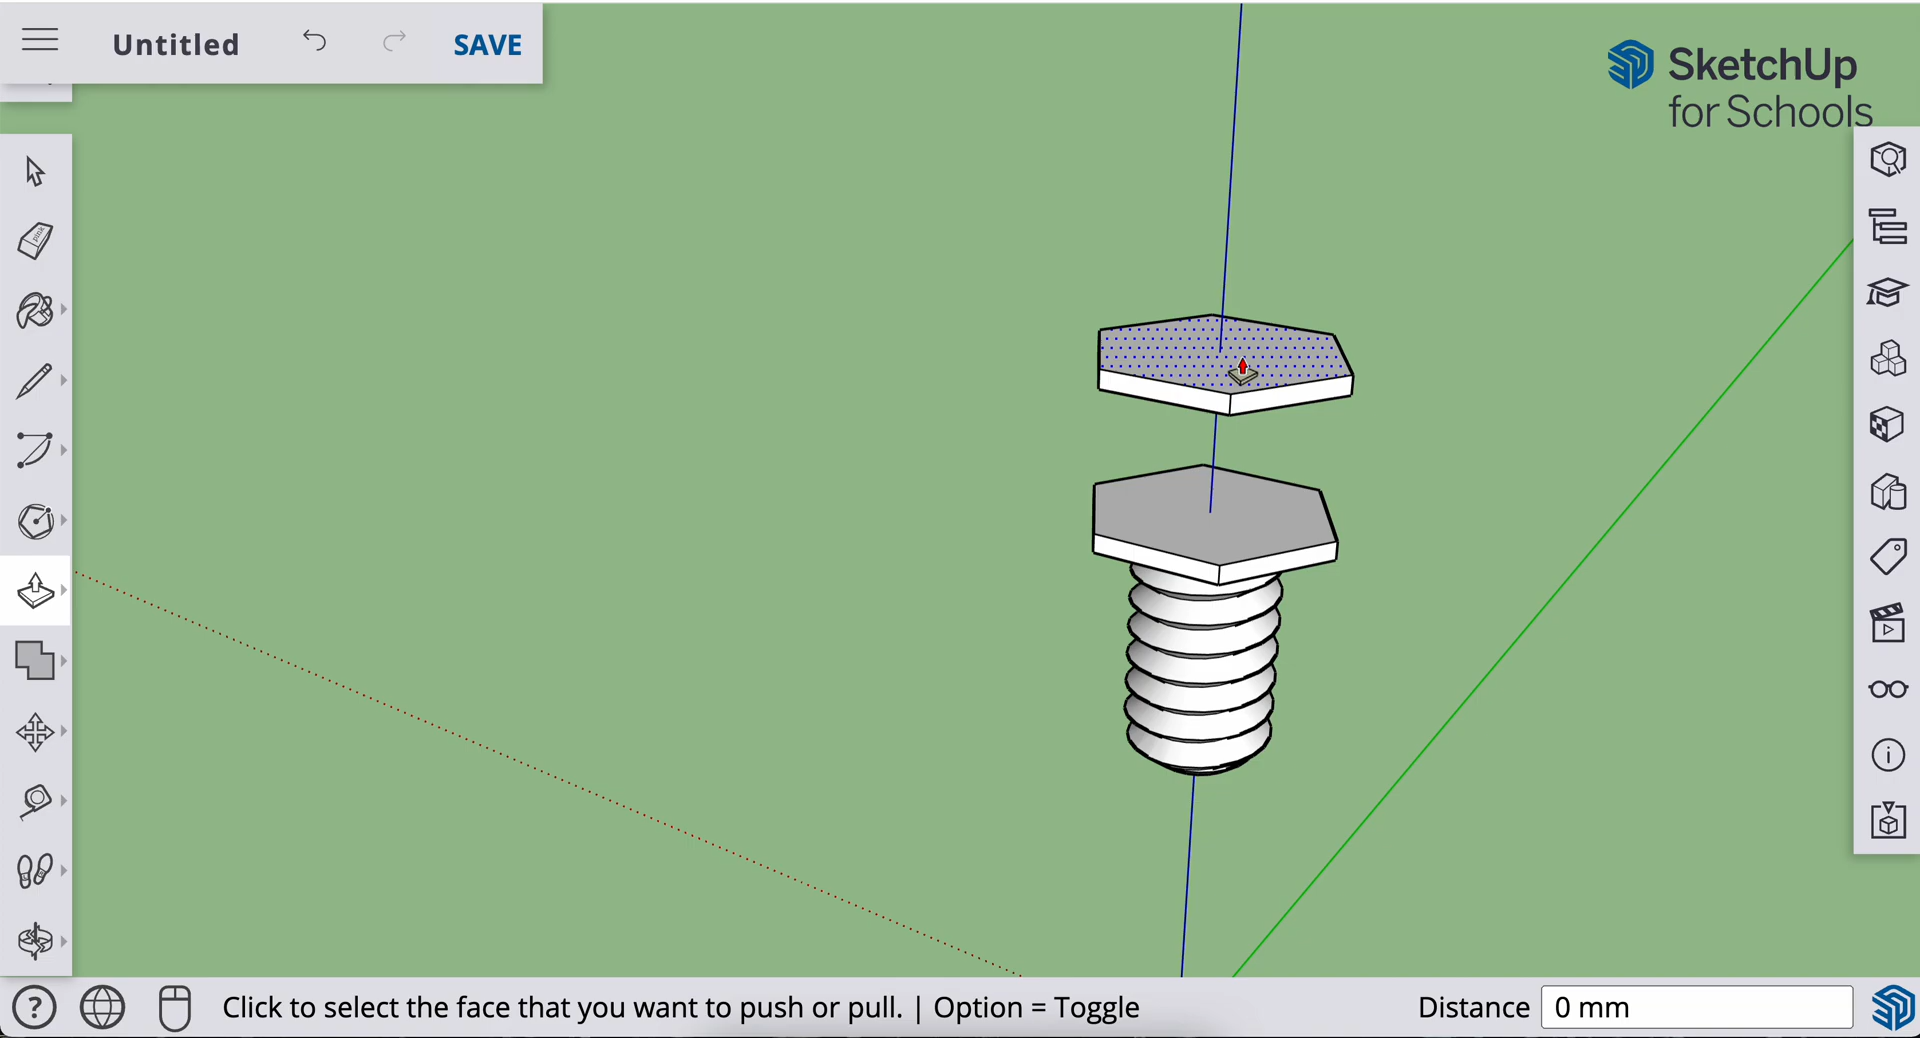 Untitled
SAVE
SketchUp
for Schools
pink
?
Click to select the face that you want to push or pull. | Option = Toggle
Distance
0 mm